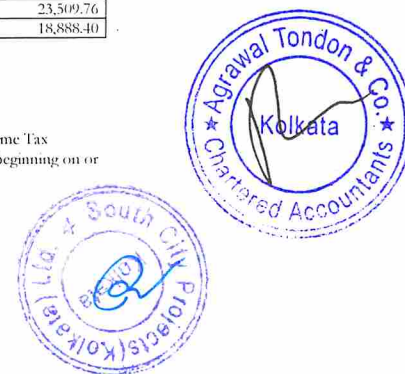 23,509.76
18,888.40
me Tax
beginning on or
★ Agrawal Tondon & Co. ★
Chartered Accountants
Kolkata
South City Projects (Kolkata) Ltd.